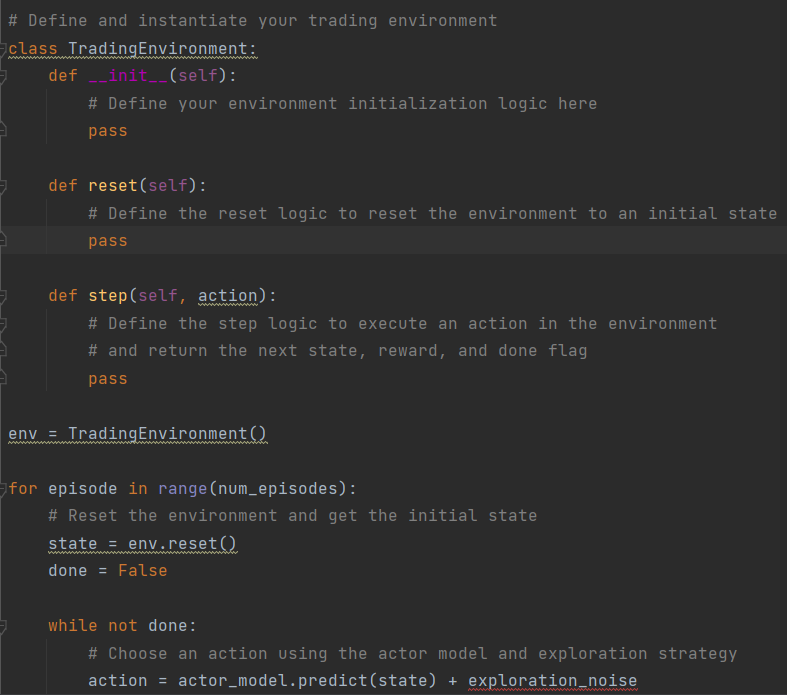 # Define and instantiate your trading environment
class TradingEnvironment:
    def __init__(self):
        # Define your environment initialization logic here
        pass

    def reset(self):
        # Define the reset logic to reset the environment to an initial state
        pass

    def step(self, action):
        # Define the step logic to execute an action in the environment
        # and return the next state, reward, and done flag
        pass

env = TradingEnvironment()

for episode in range(num_episodes):
    # Reset the environment and get the initial state
    state = env.reset()
    done = False

    while not done:
        # Choose an action using the actor model and exploration strategy
        action = actor_model.predict(state) + exploration_noise